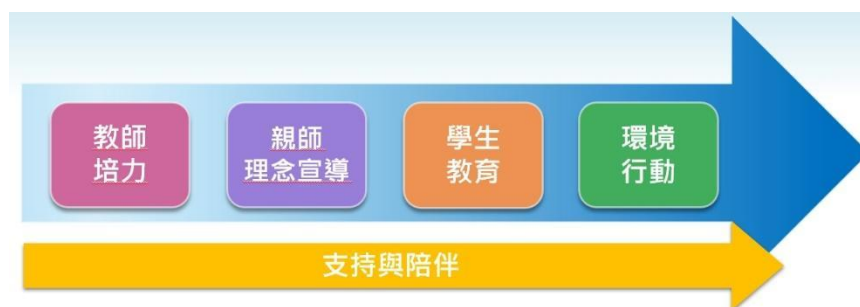 教師
培力
親師
理念宣導
學生
教育
環境
行動
支持與陪伴